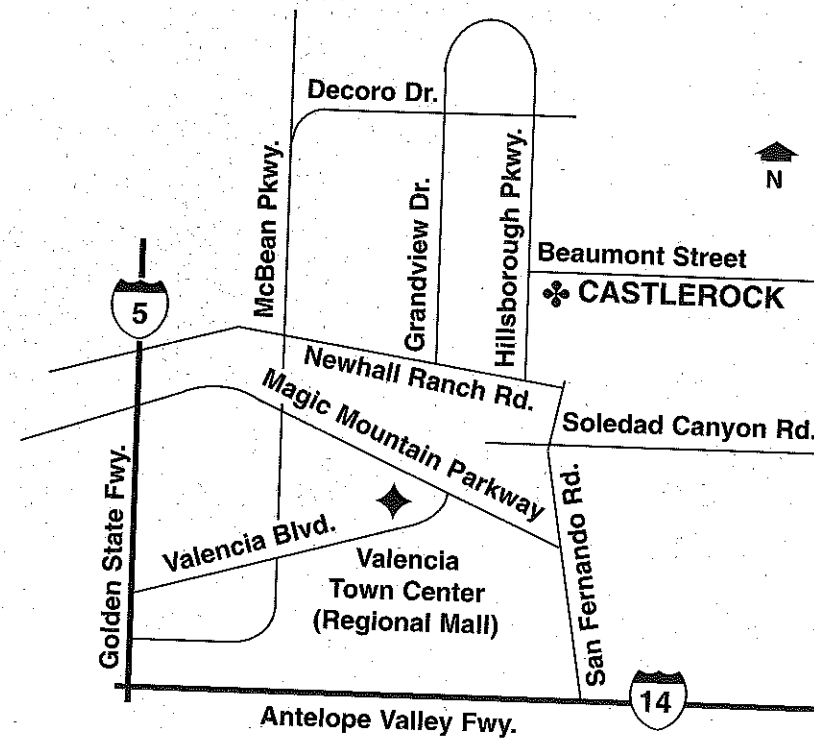 Decoro Dr.
McBean Pkwy.
Grandview Dr.
Hillsborough Pkwy.
N
Beaumont Street
CASTLEROCK
5
Newhall Ranch Rd.
Magic Mountain Parkway
Soledad Canyon Rd.
Golden State Fwy.
Valencia Blvd.
Valencia
Town Center
(Regional Mall)
San Fernando Rd.
14
Antelope Valley Fwy.